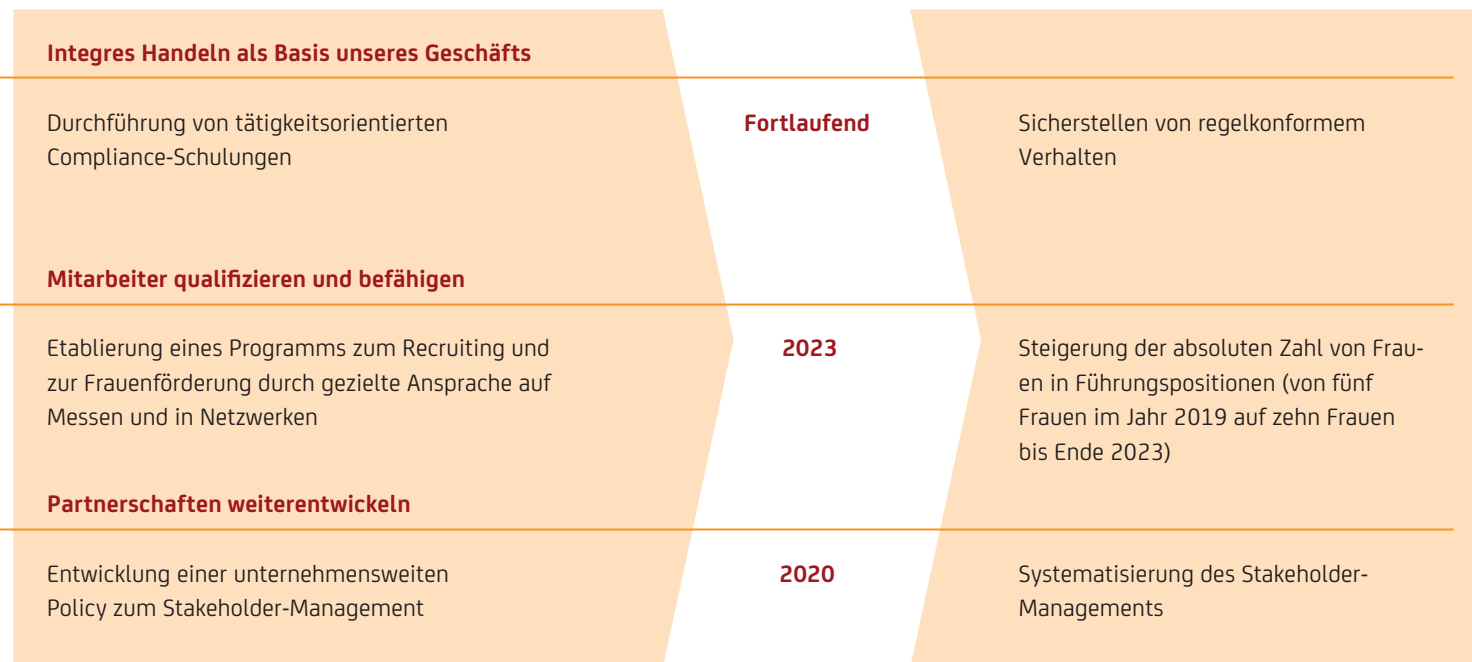 Integres Handeln als Basis unseres Geschäfts
Durchführung von tätigkeitsorientierten
Compliance-Schulungen
Fortlaufend
Sicherstellen von regelkonformem
Verhalten
Mitarbeiter qualifizieren und befähigen
Etablierung eines Programms zum Recruiting und
zur Frauenförderung durch gezielte Ansprache auf
Messen und in Netzwerken
2023
Steigerung der absoluten Zahl von Frau-
en in Führungspositionen (von fünf
Frauen im Jahr 2019 auf zehn Frauen
bis Ende 2023)
Partnerschaften weiterentwickeln
Entwicklung einer unternehmensweiten
Policy zum Stakeholder-Management
2020
Systematisierung des Stakeholder-
Managements